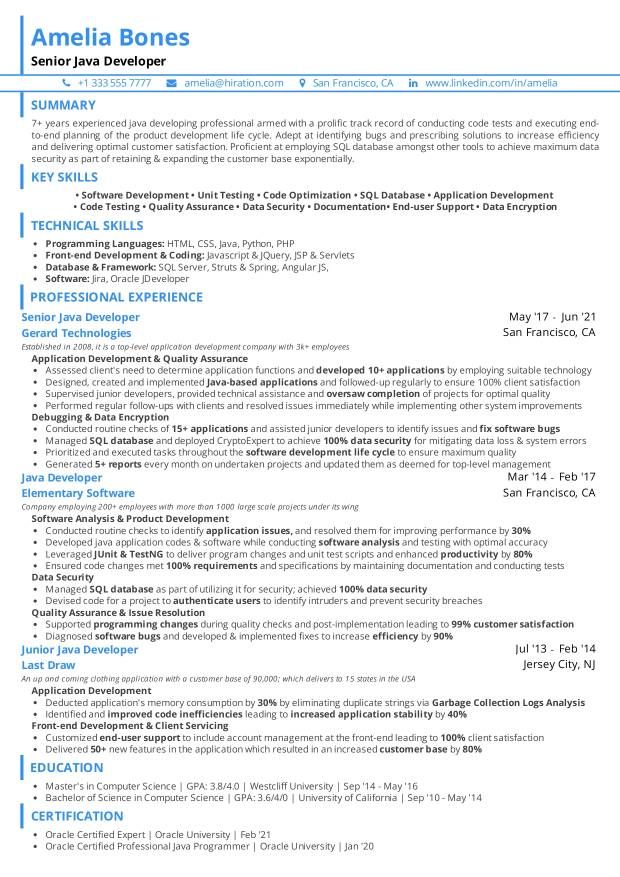 Amelia Bones
Senior Java Developer
+1 333 555 7777 amelia@hiration.com San Francisco, CA www.linkedin.com/in/amelia
SUMMARY
7+ years experienced java developing professional armed with a prolific track record of conducting code tests and executing end-
to-end planning of the product development life cycle. Adept at identifying bugs and prescribing solutions to increase efficiency
and delivering optimal customer satisfaction. Proficient at employing SQL database amongst other tools to achieve maximum data
security as part of retaining & expanding the customer base exponentially.
KEY SKILLS
• Software Development • Unit Testing • Code Optimization • SQL Database • Application Development
• Code Testing • Quality Assurance • Data Security • Documentation• End-user Support • Data Encryption
TECHNICAL SKILLS
• Programming Languages: HTML, CSS, Java, Python, PHP
• Front-end Development & Coding: Javascript & JQuery, JSP & Servlets
• Database & Framework: SQL Server, Struts & Spring, Angular JS,
• Software: Jira, Oracle JDeveloper
PROFESSIONAL EXPERIENCE
Senior Java Developer May '17 - Jun '21
Gerard Technologies San Francisco, CA
Established in 2008, it is a top-level application development company with 3k+ employees
Application Development & Quality Assurance
• Assessed client's need to determine application functions and developed 10+ applications by employing suitable technology
• Designed, created and implemented Java-based applications and followed-up regularly to ensure 100% client satisfaction
• Supervised junior developers, provided technical assistance and oversaw completion of projects for optimal quality
• Performed regular follow-ups with clients and resolved issues immediately while implementing other system improvements
Debugging & Data Encryption
• Conducted routine checks of 15+ applications and assisted junior developers to identify issues and fix software bugs
• Managed SQL database and deployed CryptoExpert to achieve 100% data security for mitigating data loss & system errors
• Prioritized and executed tasks throughout the software development life cycle to ensure maximum quality
• Generated 5+ reports every month on undertaken projects and updated them as deemed for top-level management
Java Developer Mar '14 - Feb '17
Elementary Software San Francisco, CA
Company employing 200+ employees with more than 1000 large scale projects under its wing
Software Analysis & Product Development
• Conducted routine checks to identify application issues, and resolved them for improving performance by 30%
• Developed java application codes & software while conducting software analysis and testing with optimal accuracy
• Leveraged JUnit & TestNG to deliver program changes and unit test scripts and enhanced productivity by 80%
• Ensured code changes met 100% requirements and specifications by maintaining documentation and conducting tests
Data Security
• Managed SQL database as part of utilizing it for security; achieved 100% data security
• Devised code for a project to authenticate users to identify intruders and prevent security breaches
Quality Assurance & Issue Resolution
• Supported programming changes during quality checks and post-implementation leading to 99% customer satisfaction
• Diagnosed software bugs and developed & implemented fixes to increase efficiency by 90%
Junior Java Developer Jul '13 - Feb '14
Last Draw Jersey City, NJ
An up and coming clothing application with a customer base of 90,000; which delivers to 15 states in the USA
Application Development
• Deducted application's memory consumption by 30% by eliminating duplicate strings via Garbage Collection Logs Analysis
• Identified and improved code inefficiencies leading to increased application stability by 40%
Front-end Development & Client Servicing
• Customized end-user support to include account management at the front-end leading to 100% client satisfaction
• Delivered 50+ new features in the application which resulted in an increased customer base by 80%
EDUCATION
• Master's in Computer Science | GPA: 3.8/4.0 | Westcliff University | Sep '14 - May '16
• Bachelor of Science in Computer Science | GPA: 3.6/4/0 | University of California | Sep '10 - May '14
CERTIFICATION
• Oracle Certified Expert | Oracle University | Feb '21
• Oracle Certified Professional Java Programmer | Oracle University | Jan '20